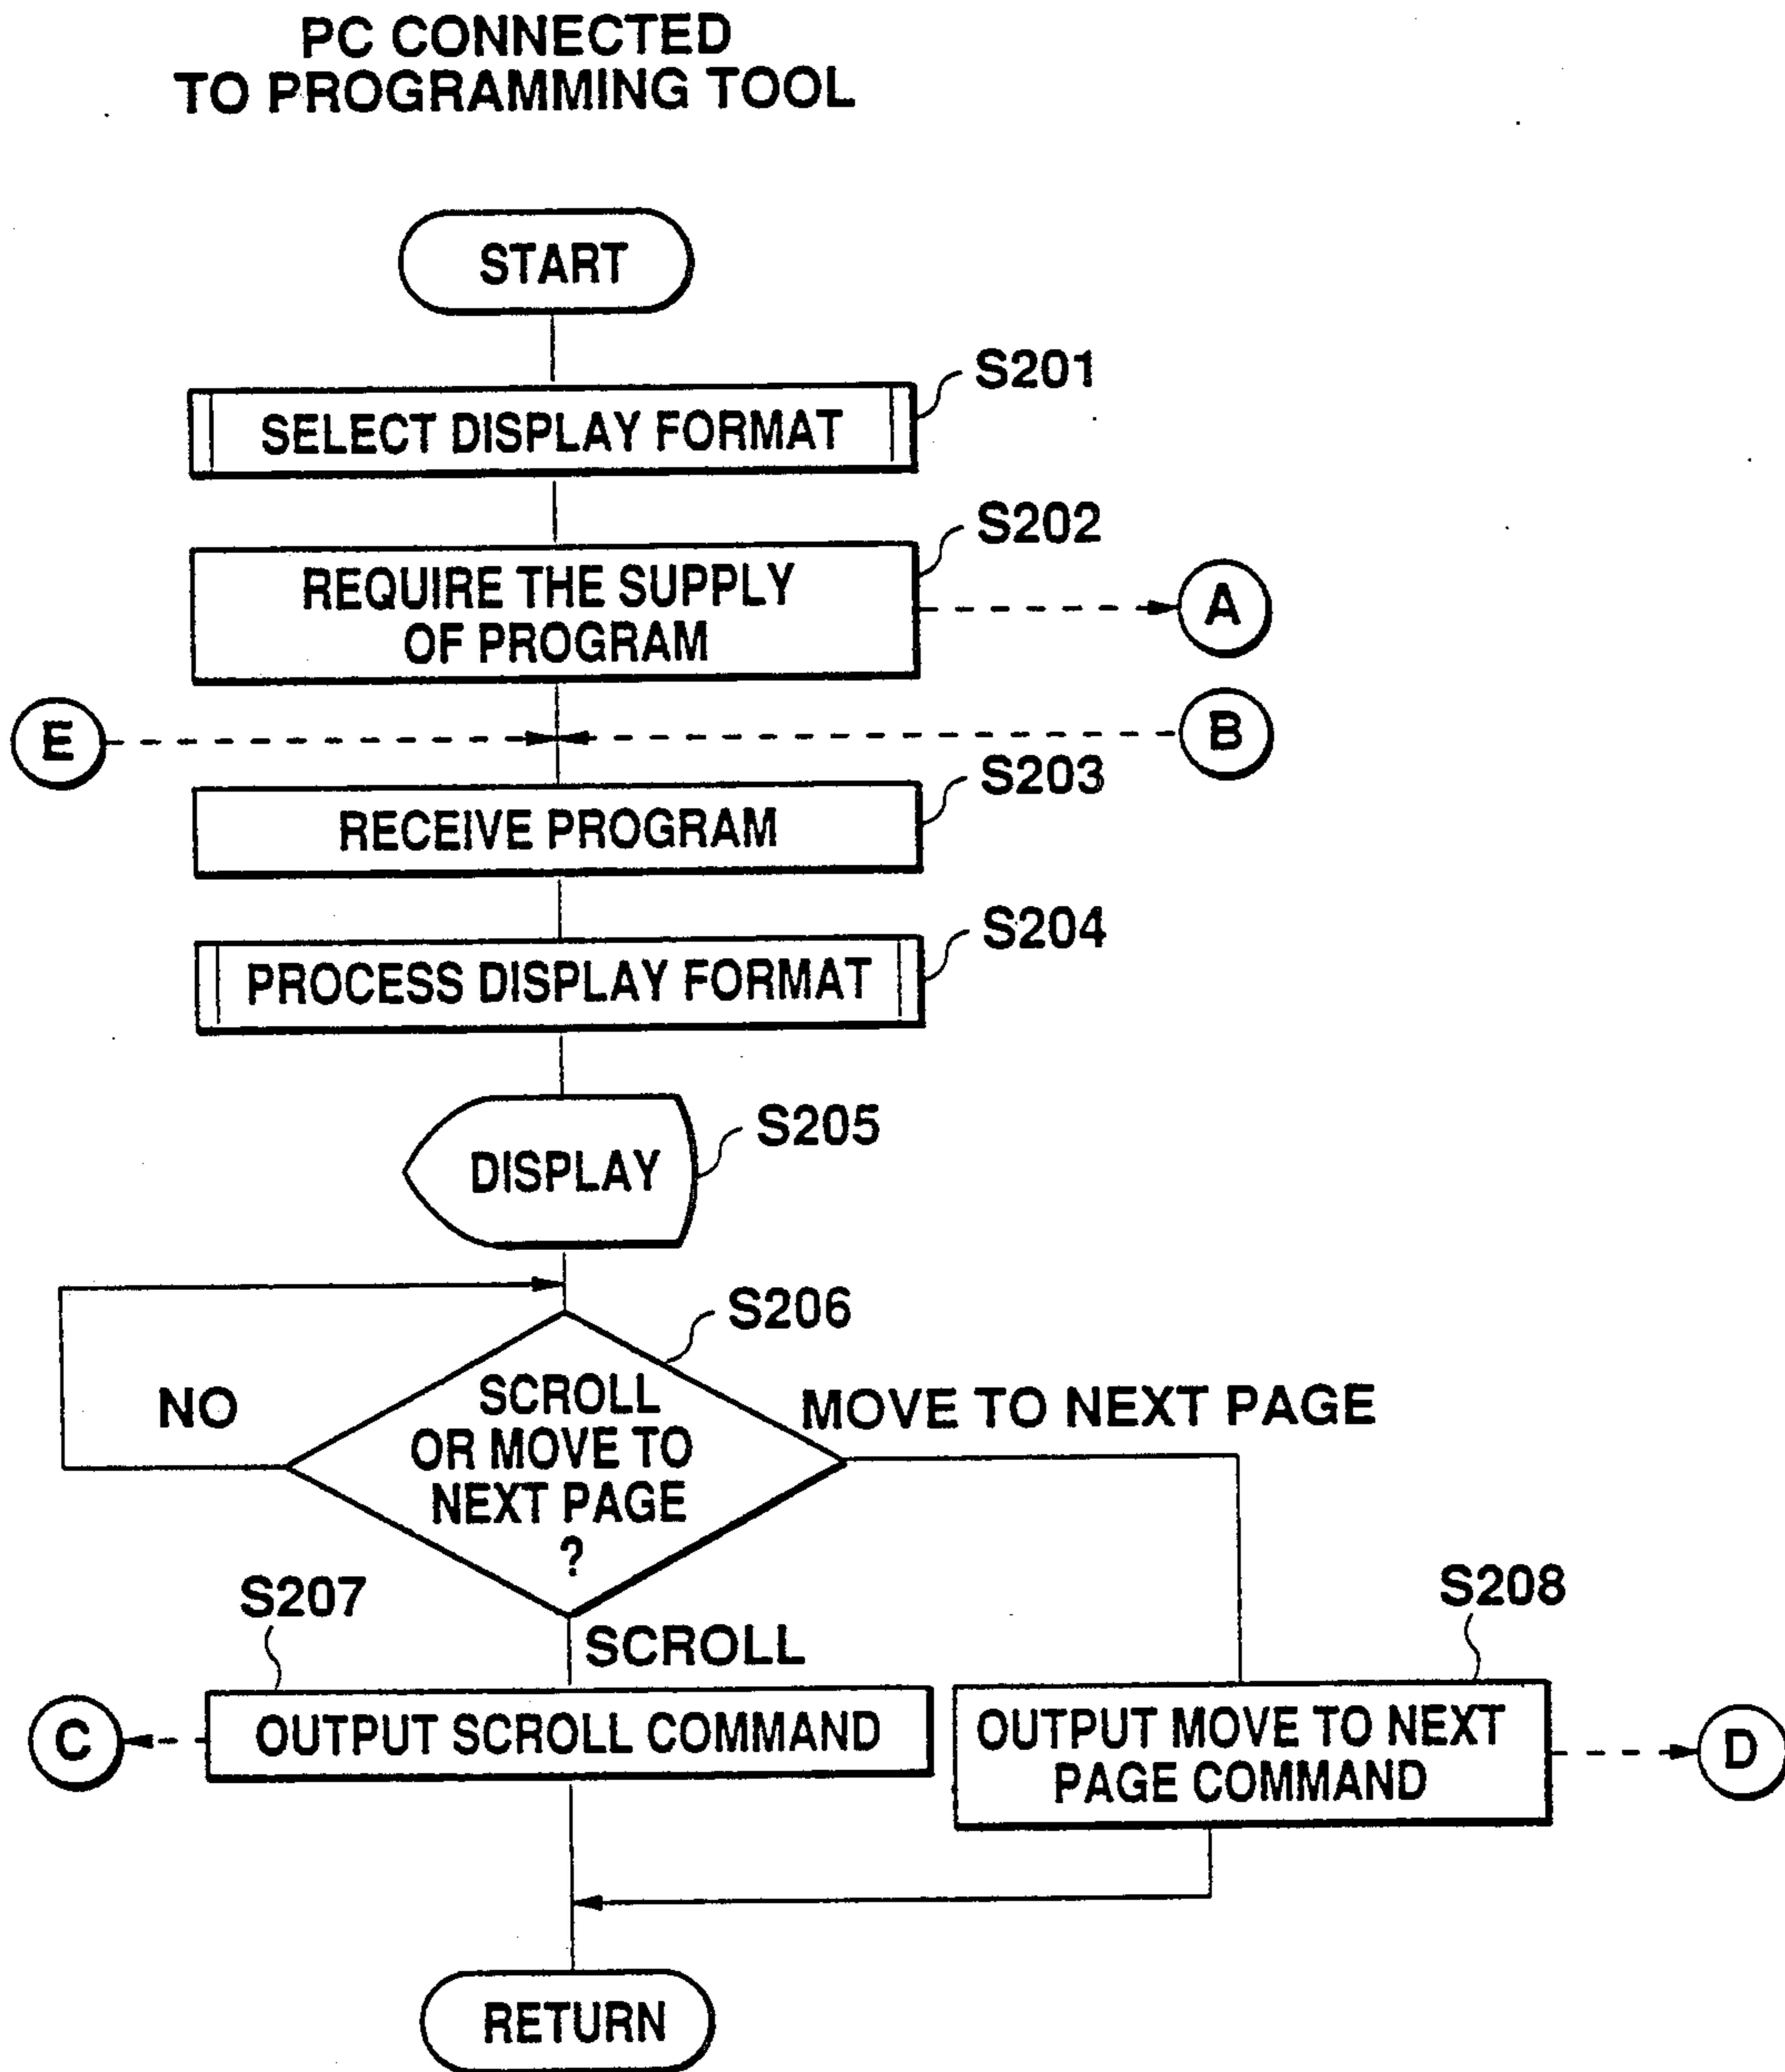 PC CONNECTED
TO PROGRAMMING TOOL
START
S201
SELECT DISPLAY FORMAT
S202
REQUIRE THE SUPPLY
OF PROGRAM
A
E
B
S203
RECEIVE PROGRAM
S204
PROCESS DISPLAY FORMAT
S205
DISPLAY
S206
NO
SCROLL
OR MOVE TO
NEXT PAGE
?
MOVE TO NEXT PAGE
S207
SCROLL
S208
C
OUTPUT SCROLL COMMAND
OUTPUT MOVE TO NEXT
PAGE COMMAND
D
RETURN